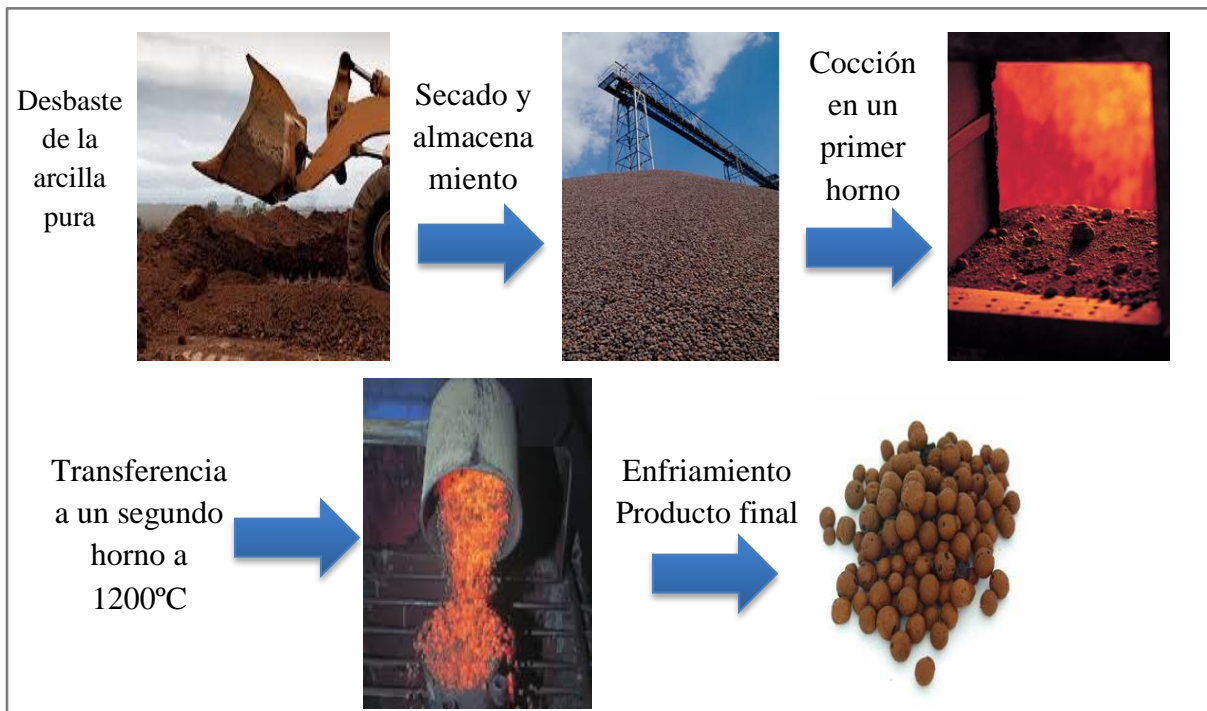 Desbaste
de la
arcilla
pura
Secado y
almacena
miento
Cocción
en un
primer
horno
Transferencia
a un segundo
horno a
1200ºC
Enfriamiento
Producto final